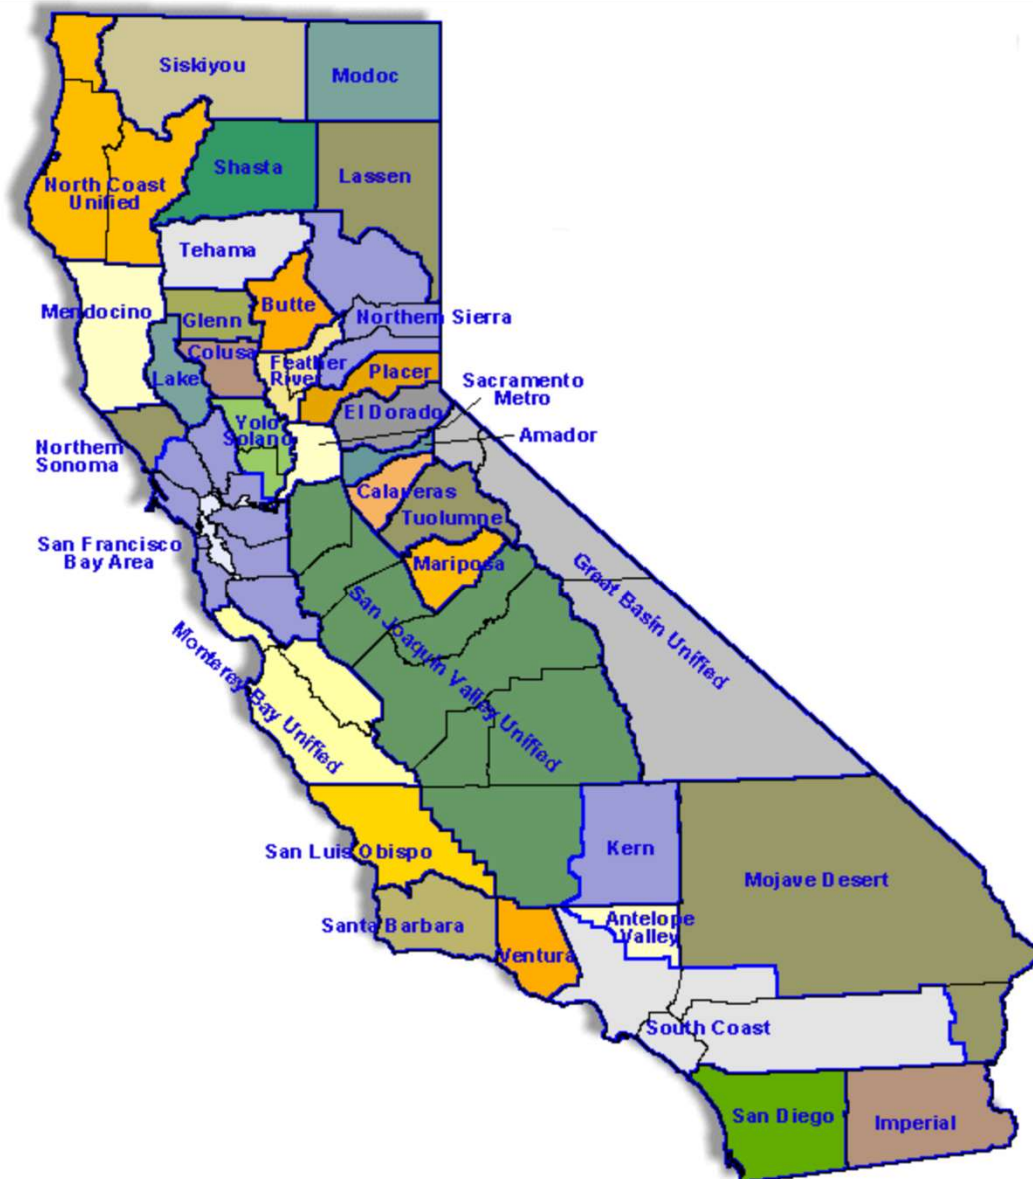 Siskiyou
Modoc
Shasta
Lassen
North Coast
Unified
Tehama
Mendocino
Glenn
Butte
Northern Sierra
Colusa
Feather
River
Placer
Lake
Sacramento
Metro
El Dorado
Yolo
Solano
Amador
Northern
Sonoma
Calaveras
Tuolumne
San Francisco
Bay Area
Mariposa
Great Basin Unified
San Joaquin Valley Unified
Monterey Bay Unified
San Luis Obispo
Kern
Mojave Desert
Santa Barbara
Antelope
Valley
Ventura
South Coast
San Diego
Imperial